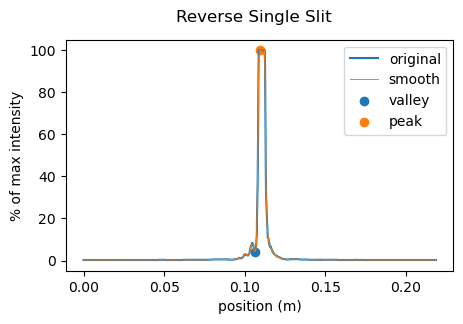 Reverse Single Slit
% of max intensity
100
80
60
40
20
0
original
smooth
valley
peak
0.00
0.05
0.10
0.15
0.20
position (m)